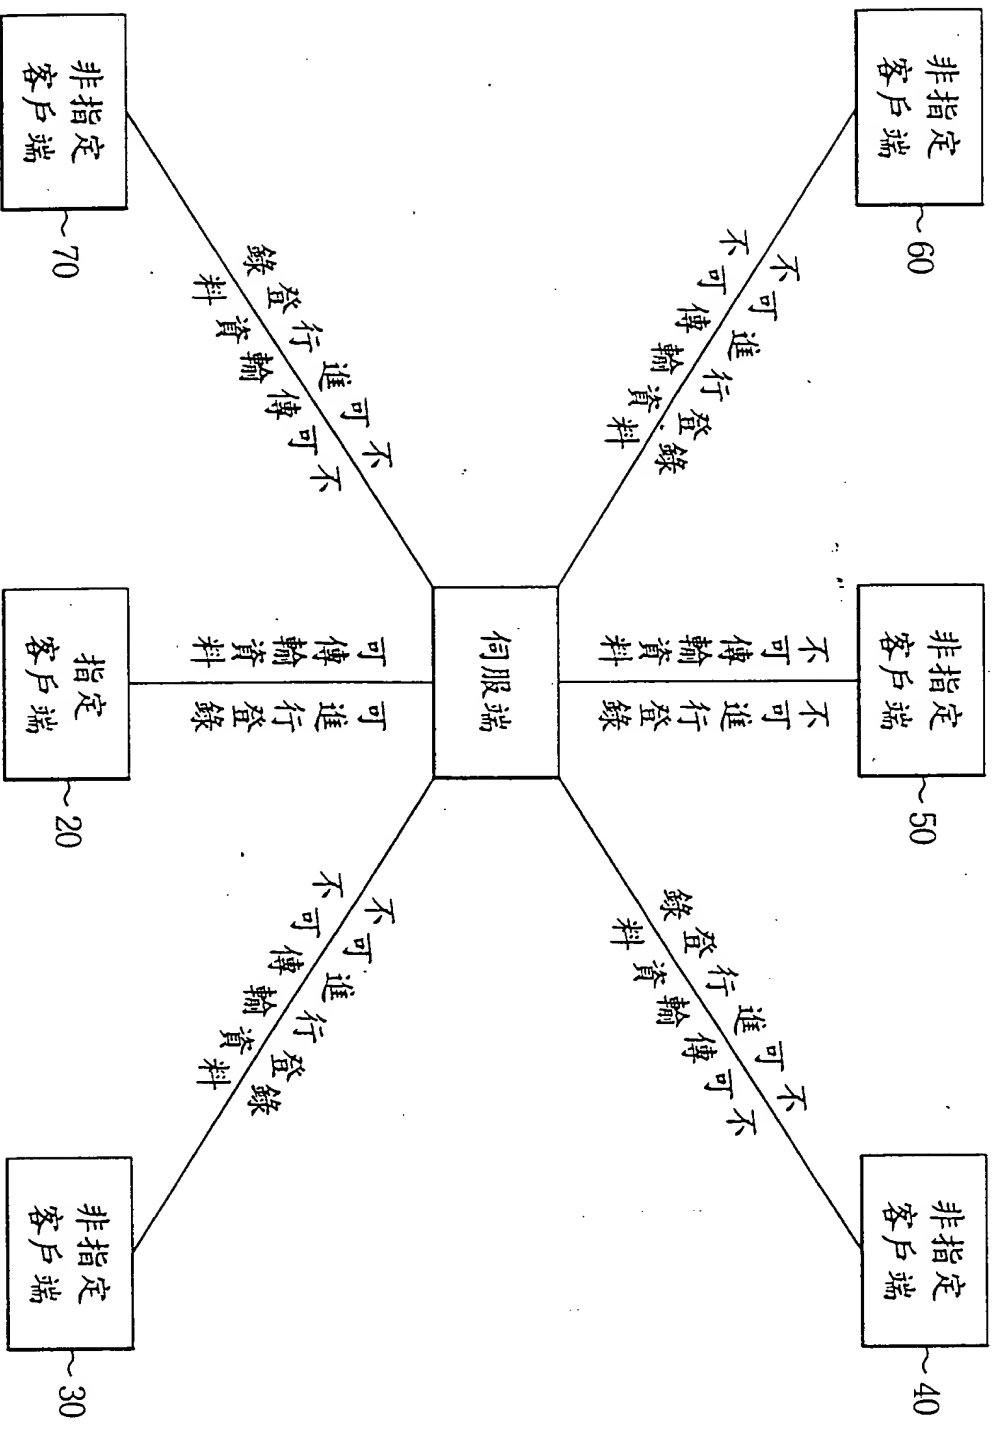 非指定
客戶端
60
非指定
客戶端
50
非指定
客戶端
40
不可進行登錄
不可傳輸資料
不可傳輸資料
不可進行登錄
不可進行登錄
不可傳輸資料
伺服端
不可進行登錄
不可傳輸資料
可傳輸資料
可進行登錄
不可進行登錄
不可傳輸資料
非指定
客戶端
70
指定
客戶端
20
非指定
客戶端
30